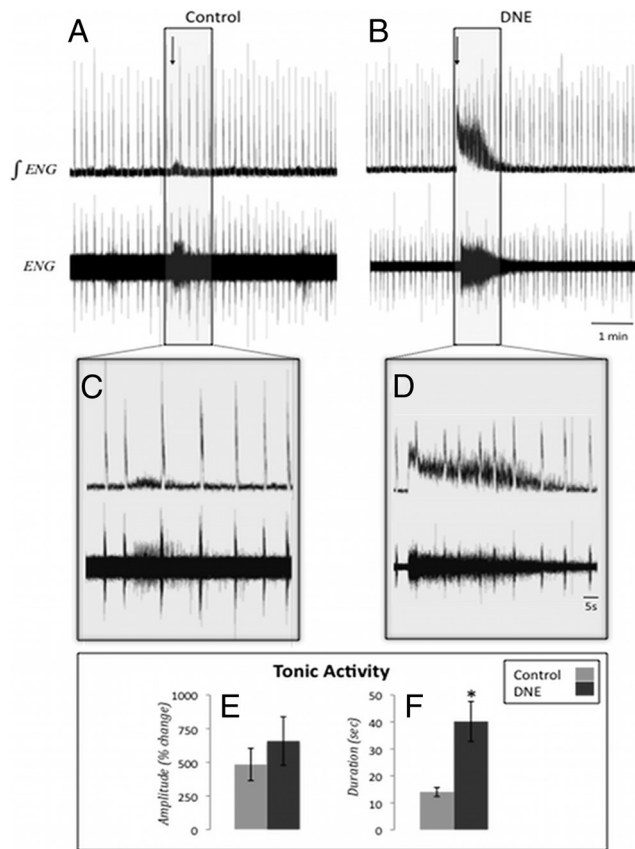 Control
DNE
A
B
∫ ENG
ENG
1 min
C
D
5s
Tonic Activity
Control
DNE
E
F
Amplitude (% change)
1000
750
500
250
0
Duration (sec)
50
40
30
20
10
0
*